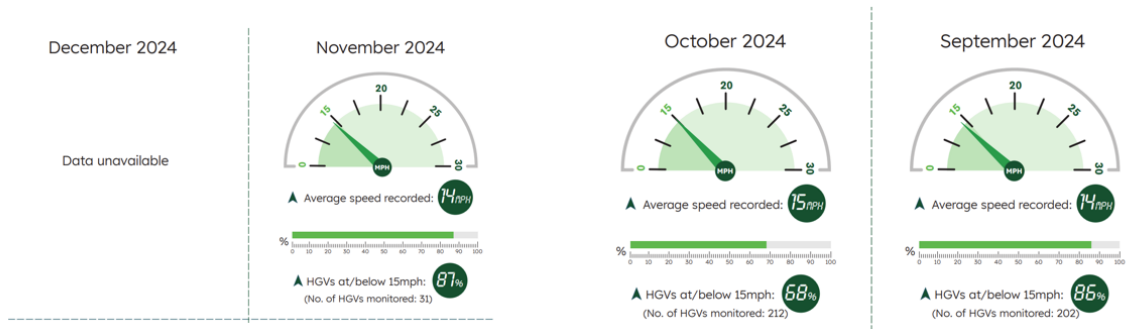 December 2024
Data unavailable
November 2024
0
15
20
25
30
MPH
Average speed recorded: 14MPH
%
0 10 20 30 40 50 60 70 80 90 100
HGVs at/below 15mph: 87%
(No. of HGVs monitored: 31)
October 2024
0
15
20
25
30
MPH
Average speed recorded: 15MPH
%
0 10 20 30 40 50 60 70 80 90 100
HGVs at/below 15mph: 68%
(No. of HGVs monitored: 212)
September 2024
0
15
20
25
30
MPH
Average speed recorded: 14MPH
%
0 10 20 30 40 50 60 70 80 90 100
HGVs at/below 15mph: 86%
(No. of HGVs monitored: 202)